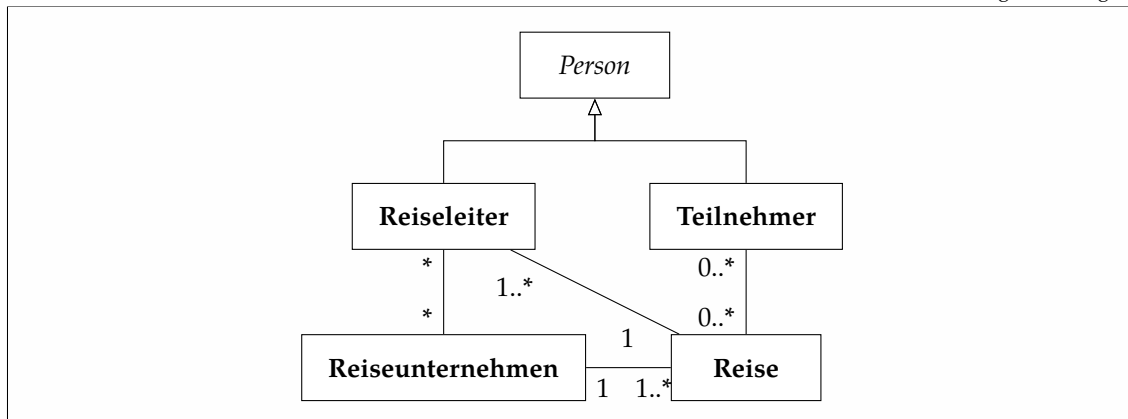 Person
Reiseleiter
Teilnehmer
*
0..*
1..*
*
0..*
1
Reiseunternehmen
Reise
1
1..*